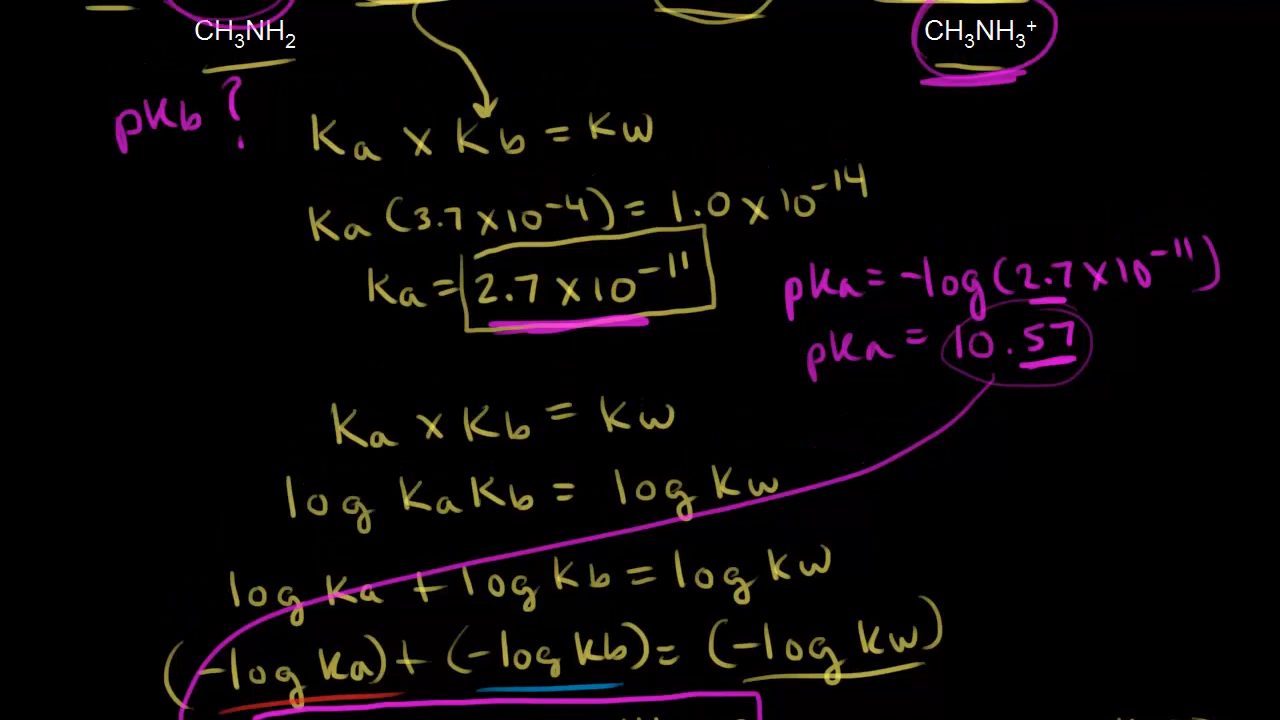 CH₃NH₂ CH₃NH₃⁺
pKb ?
Ka x Kb = Kw
Ka (3.7 x 10⁻⁴) = 1.0 x 10⁻¹⁴
Ka = 2.7 x 10⁻¹¹
pKa = -log (2.7 x 10⁻¹¹)
pKa = 10.57
Ka x Kb = Kw
log KaKb = log Kw
log Ka + log Kb = log Kw
(-log Ka) + (-log Kb) = (-log Kw)